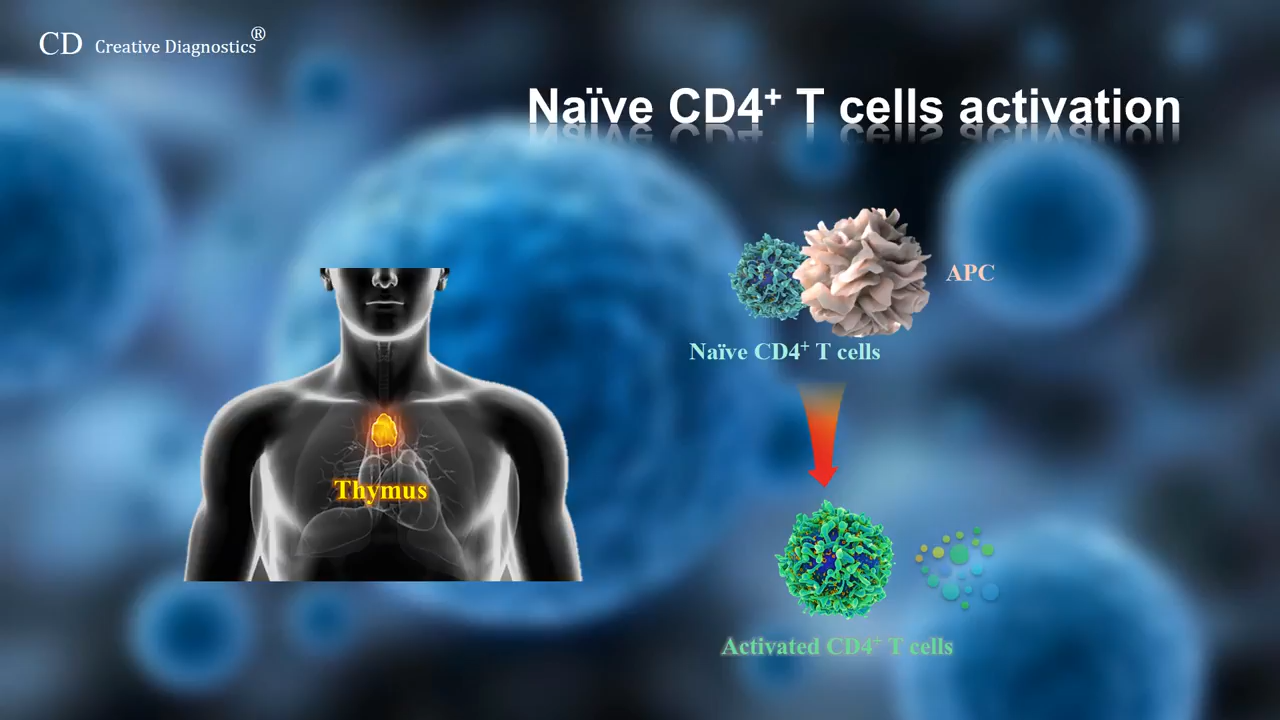 CD Creative Diagnostics®
Naïve CD4⁺ T cells activation
APC
Naïve CD4⁺ T cells
Thymus
Activated CD4⁺ T cells